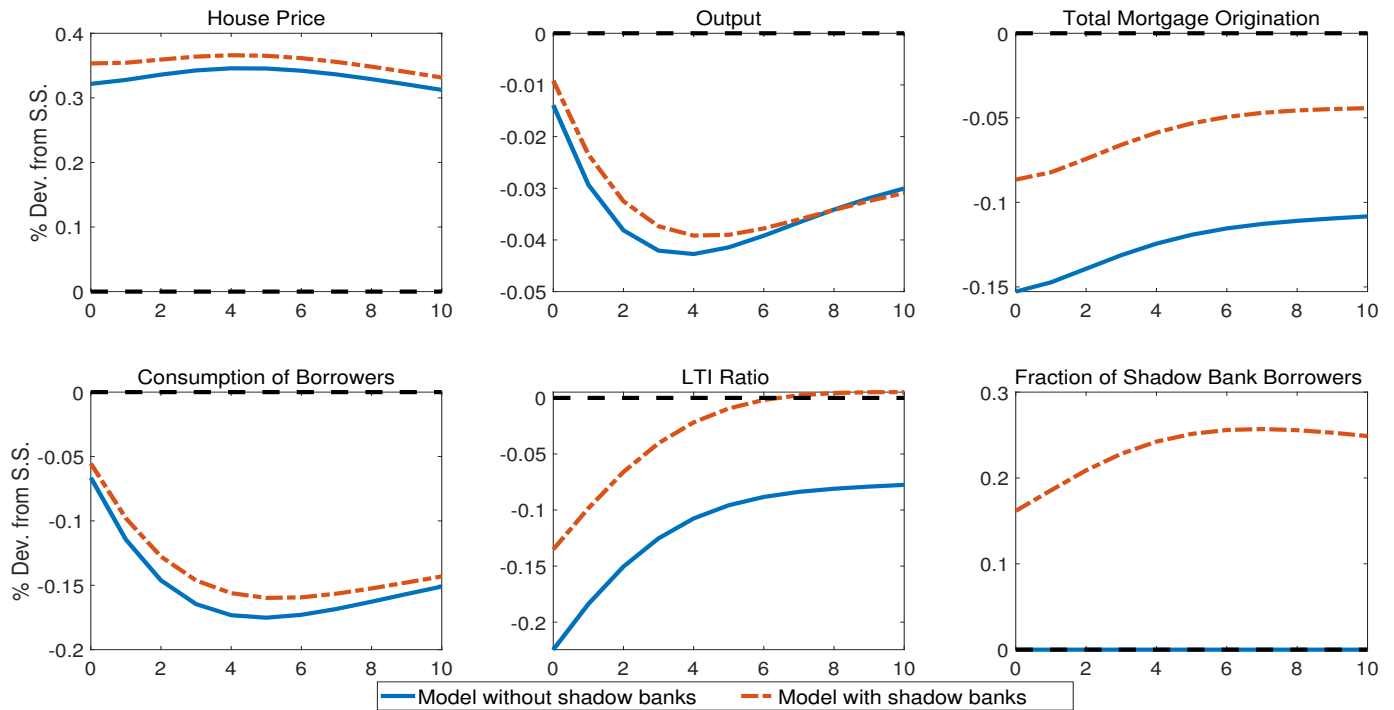 House Price
Output
Total Mortgage Origination
% Dev. from S.S.
0.4
0.3
0.2
0.1
0
0 2 4 6 8 10
0
-0.01
-0.02
-0.03
-0.04
-0.05
0 2 4 6 8 10
0
-0.05
-0.1
-0.15
0 2 4 6 8 10
Consumption of Borrowers
LTI Ratio
Fraction of Shadow Bank Borrowers
% Dev. from S.S.
0
-0.05
-0.1
-0.15
-0.2
0 2 4 6 8 10
0
-0.05
-0.1
-0.15
-0.2
0 2 4 6 8 10
0.3
0.2
0.1
0
0 2 4 6 8 10
Model without shadow banks Model with shadow banks